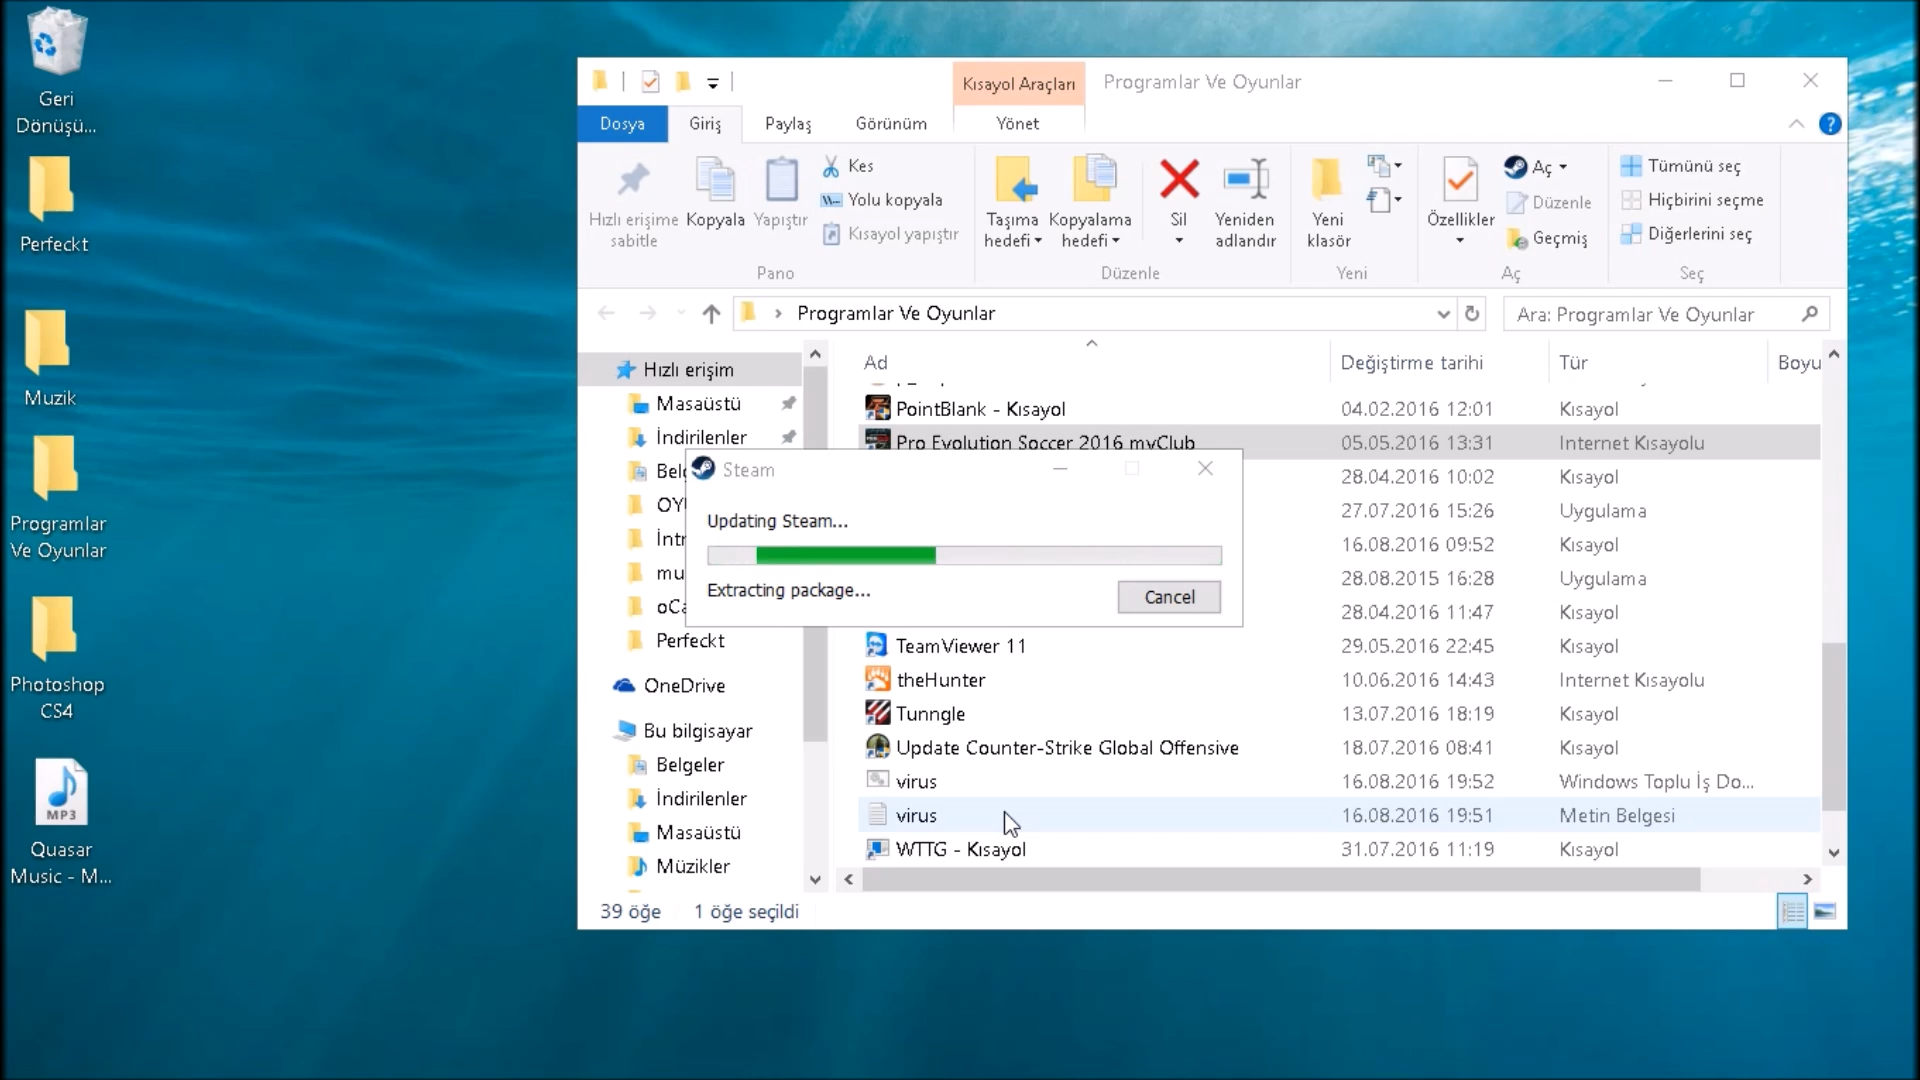 Geri
Dönüşü...
Perfeckt
Muzik
Programlar
Ve Oyunlar
Photoshop
CS4
MP3
Quasar
Music - M...
Kısayol Araçları
Programlar Ve Oyunlar
Dosya
Giriş
Paylaş
Görünüm
Yönet
Hızlı erişime
sabitle
Kopyala
Yapıştır
Kes
Yolu kopyala
Kısayol yapıştır
Pano
Taşıma
hedefi
Kopyalama
hedefi
Sil
Yeniden
adlandır
Düzenle
Yeni
klasör
Yeni
Özellikler
Aç
Düzenle
Geçmiş
Aç
Tümünü seç
Hiçbirini seçme
Diğerlerini seç
Seç
Programlar Ve Oyunlar
Ara: Programlar Ve Oyunlar
Hızlı erişim
Masaüstü
İndirilenler
Perfeckt
OneDrive
Bu bilgisayar
Belgeler
İndirilenler
Masaüstü
Müzikler
Ad
Değiştirme tarihi
Tür
Boyu
PointBlank - Kısayol 04.02.2016 12:01 Kısayol
Pro Evolution Soccer 2016 myClub 05.05.2016 13:31 Internet Kısayolu
28.04.2016 10:02 Kısayol
27.07.2016 15:26 Uygulama
16.08.2016 09:52 Kısayol
28.08.2015 16:28 Uygulama
28.04.2016 11:47 Kısayol
TeamViewer 11 29.05.2016 22:45 Kısayol
theHunter 10.06.2016 14:43 Internet Kısayolu
Tunngle 13.07.2016 18:19 Kısayol
Update Counter-Strike Global Offensive 18.07.2016 08:41 Kısayol
virus 16.08.2016 19:52 Windows Toplu İş Do...
virus 16.08.2016 19:51 Metin Belgesi
WTTG - Kısayol 31.07.2016 11:19 Kısayol
Steam
Updating Steam...
Extracting package...
Cancel
39 öğe
1 öğe seçildi